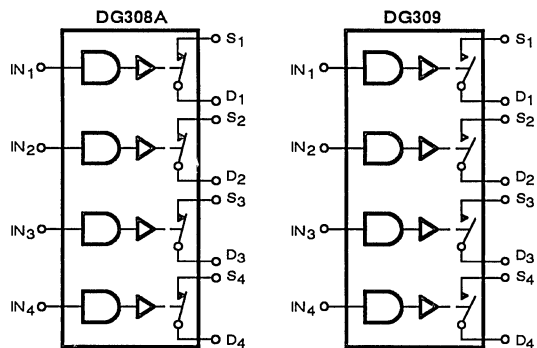 DG308A
IN1
S1
D1
IN2
S2
D2
IN3
S3
D3
IN4
S4
D4
DG309
IN1
S1
D1
IN2
S2
D2
IN3
S3
D3
IN4
S4
D4